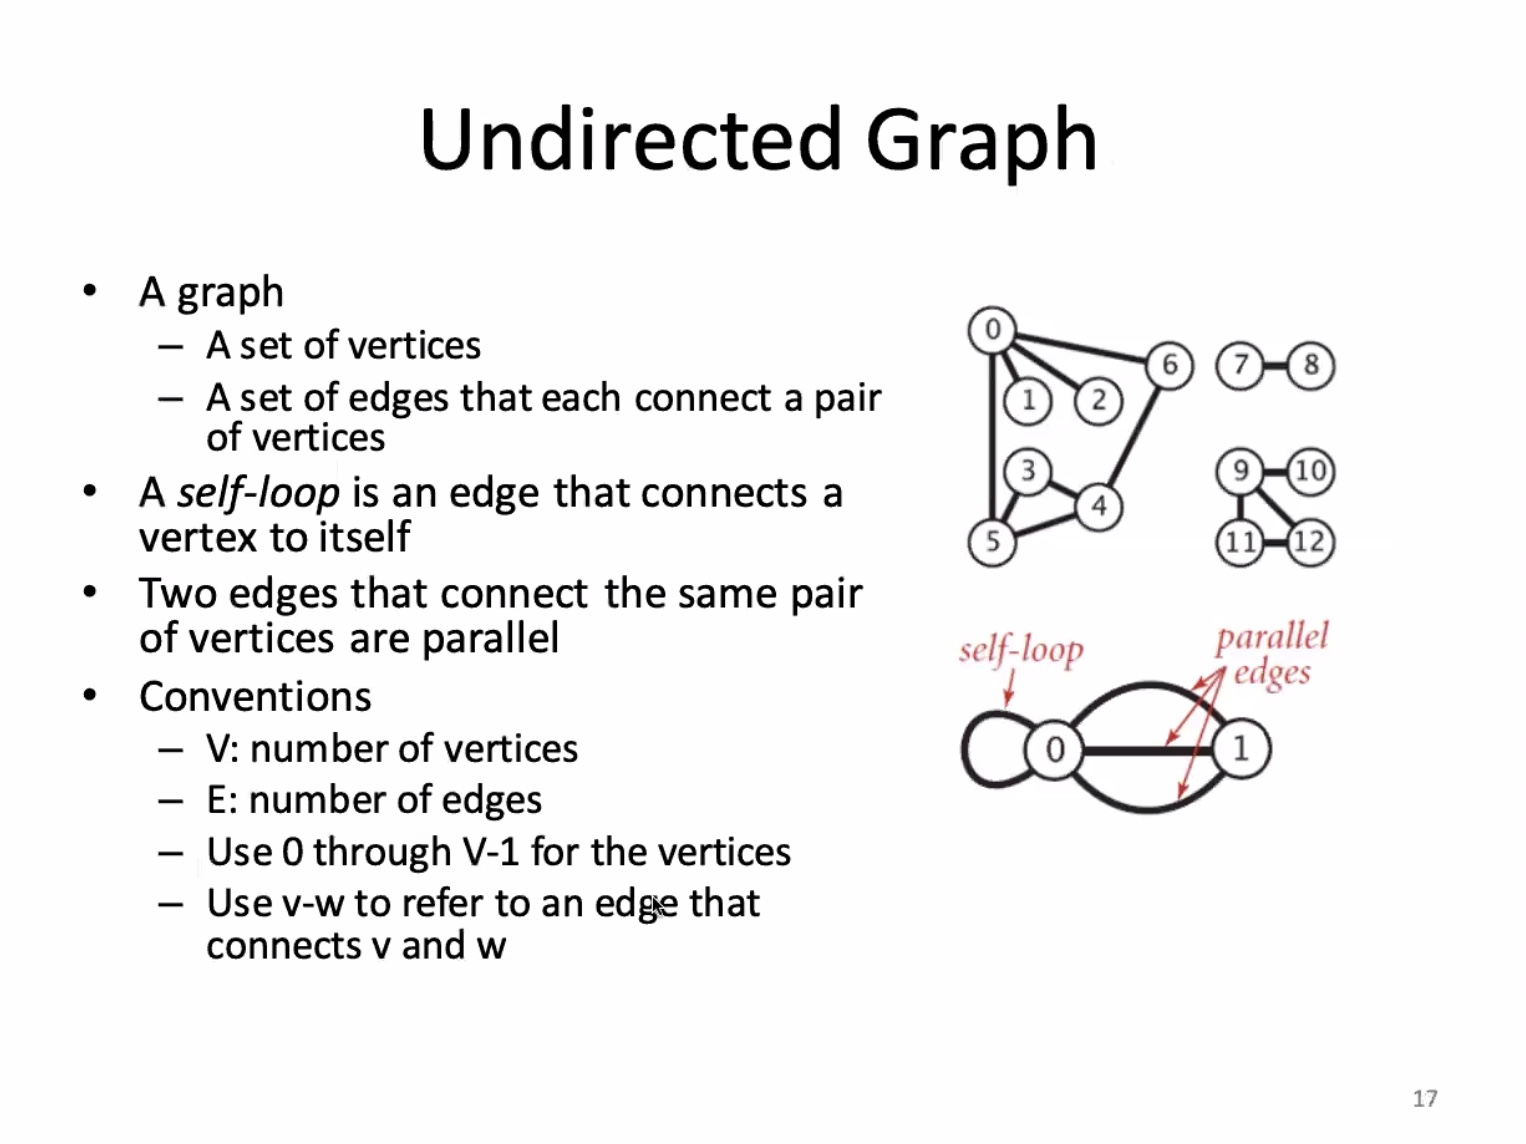 Undirected Graph
• A graph
– A set of vertices
– A set of edges that each connect a pair
of vertices
• A self-loop is an edge that connects a
vertex to itself
• Two edges that connect the same pair
of vertices are parallel
• Conventions
– V: number of vertices
– E: number of edges
– Use 0 through V-1 for the vertices
– Use v-w to refer to an edge that
connects v and w
0
6
7
8
1
2
3
9
10
4
5
11
12
self-loop
parallel
edges
0
1
17